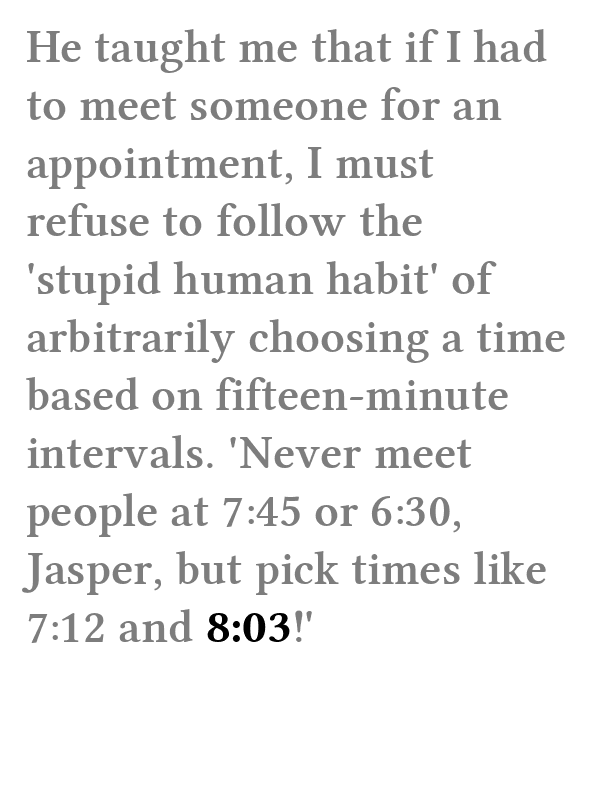 He taught me that if I had
to meet someone for an
appointment, I must
refuse to follow the
'stupid human habit' of
arbitrarily choosing a time
based on fifteen-minute
intervals. 'Never meet
people at 7:45 or 6:30,
Jasper, but pick times like
7:12 and 8:03!'